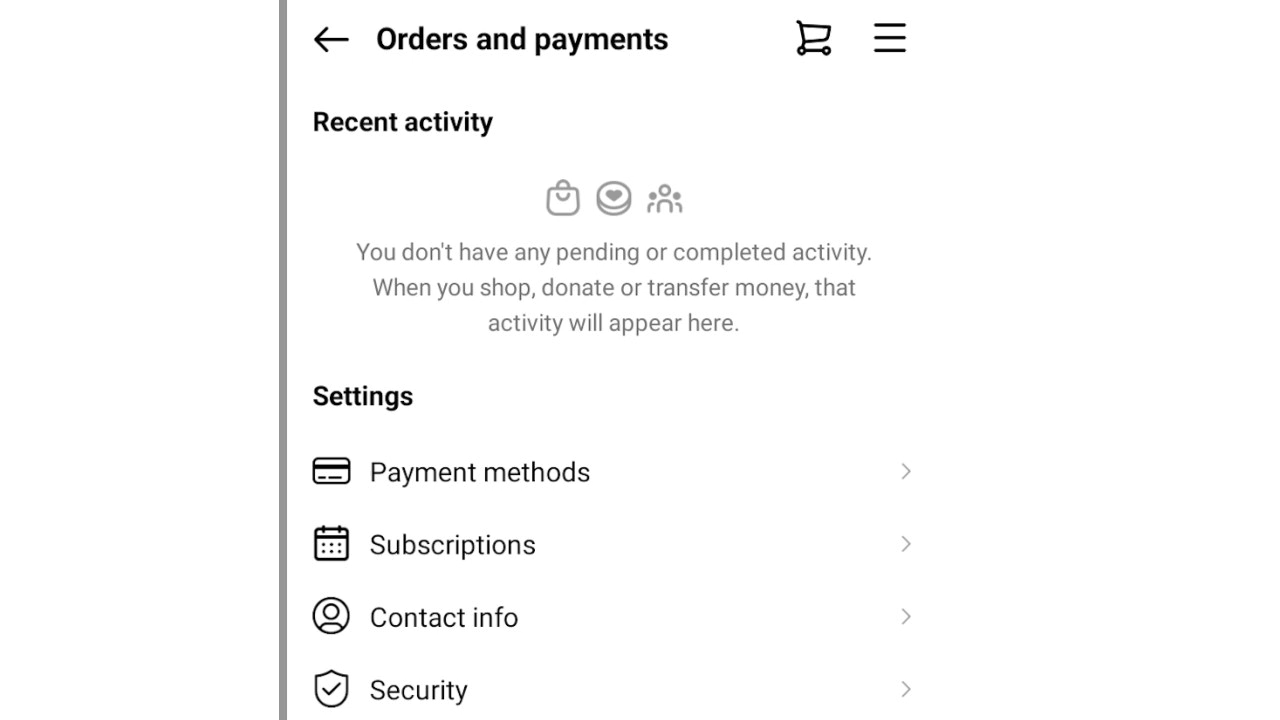 Orders and payments
Recent activity
You don't have any pending or completed activity.
When you shop, donate or transfer money, that
activity will appear here.
Settings
Payment methods
Subscriptions
Contact info
Security